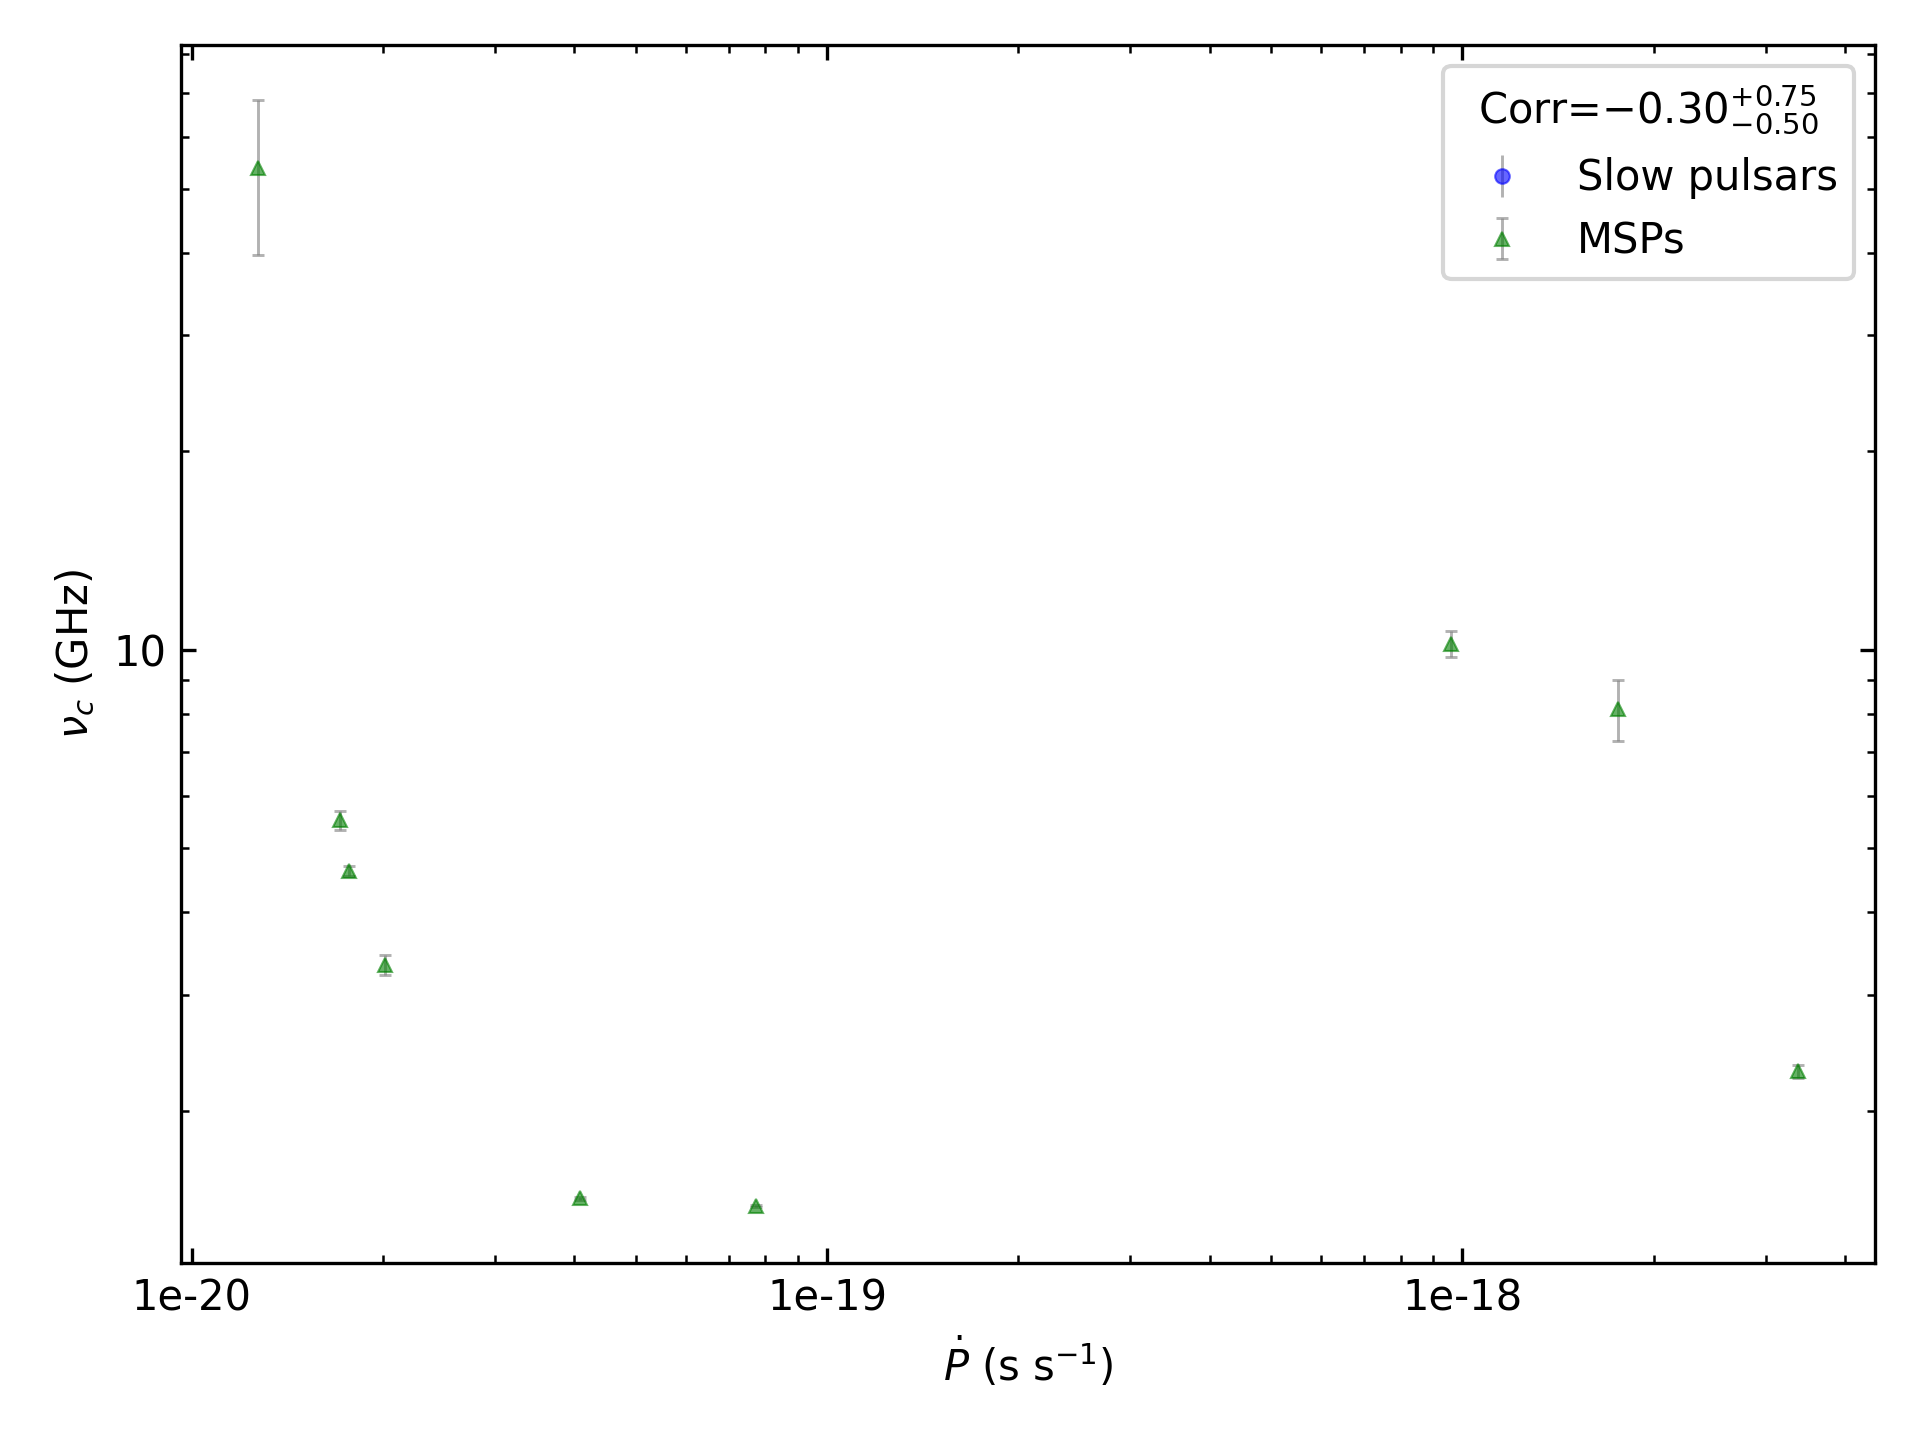 Corr=−0.30+0.75 −0.50
Slow pulsars
MSPs
νc (GHz)
10
1e-20 1e-19 1e-18
Ṗ (s s−1)